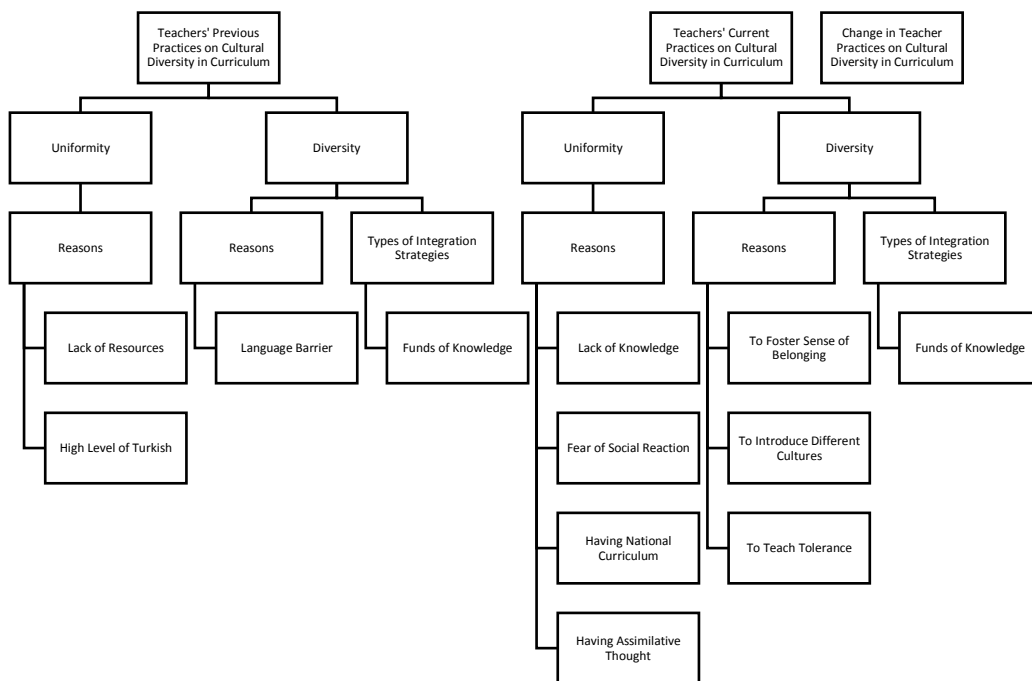 Teachers' Previous
Practices on Cultural
Diversity in Curriculum
Teachers' Current
Practices on Cultural
Diversity in Curriculum
Change in Teacher
Practices on Cultural
Diversity in Curriculum
Uniformity
Diversity
Uniformity
Diversity
Reasons
Reasons
Types of Integration
Strategies
Reasons
Reasons
Types of Integration
Strategies
Lack of Resources
Language Barrier
Funds of Knowledge
Lack of Knowledge
To Foster Sense of
Belonging
Funds of Knowledge
High Level of Turkish
Fear of Social Reaction
To Introduce Different
Cultures
Having National
Curriculum
To Teach Tolerance
Having Assimilative
Thought